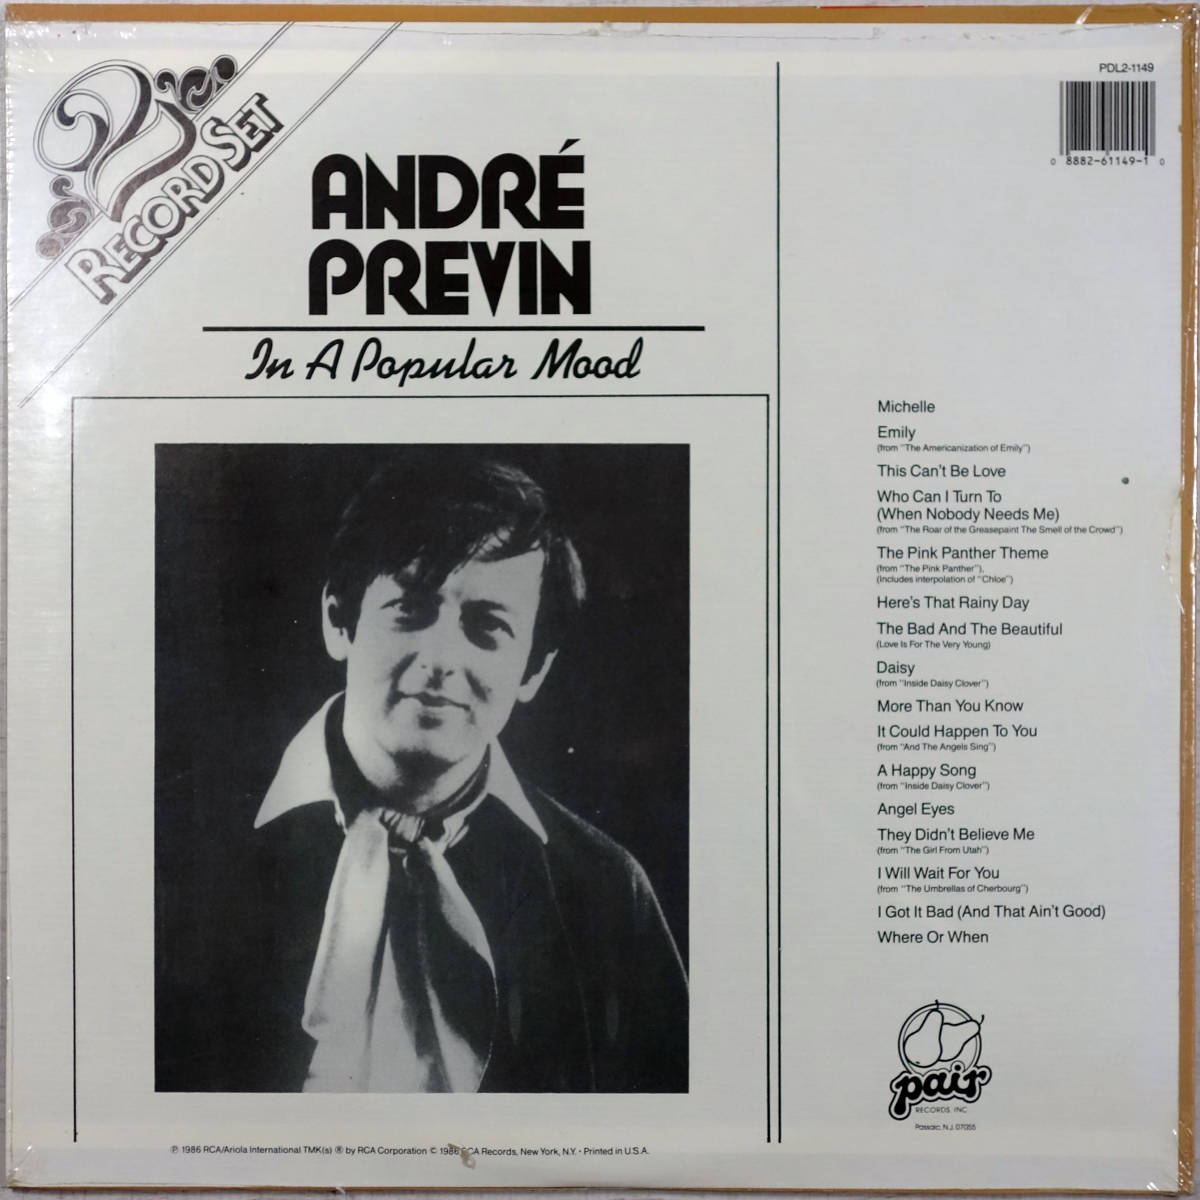 2
RECORD SET
ANDRÉ
PREVIN
In A Popular Mood
PDL2-1149
0 8882-61149-1 0
Michelle
Emily
(from "The Americanization of Emily")
This Can't Be Love
Who Can I Turn To
(When Nobody Needs Me)
(from "The Roar of the Greasepaint The Smell of the Crowd")
The Pink Panther Theme
(from "The Pink Panther"),
(Includes interpolation of "Chloe")
Here's That Rainy Day
The Bad And The Beautiful
(Love Is For The Very Young)
Daisy
(from "Inside Daisy Clover")
More Than You Know
It Could Happen To You
(from "And The Angels Sing")
A Happy Song
(from "Inside Daisy Clover")
Angel Eyes
They Didn't Believe Me
(from "The Girl From Utah")
I Will Wait For You
(from "The Umbrellas of Cherbourg")
I Got It Bad (And That Ain't Good)
Where Or When
pair
RECORDS, INC.
Passaic, N.J. 07055
℗ 1986 RCA/Ariola International TMK(s) ® by RCA Corporation © 1986 RCA Records, New York, N.Y. • Printed in U.S.A.